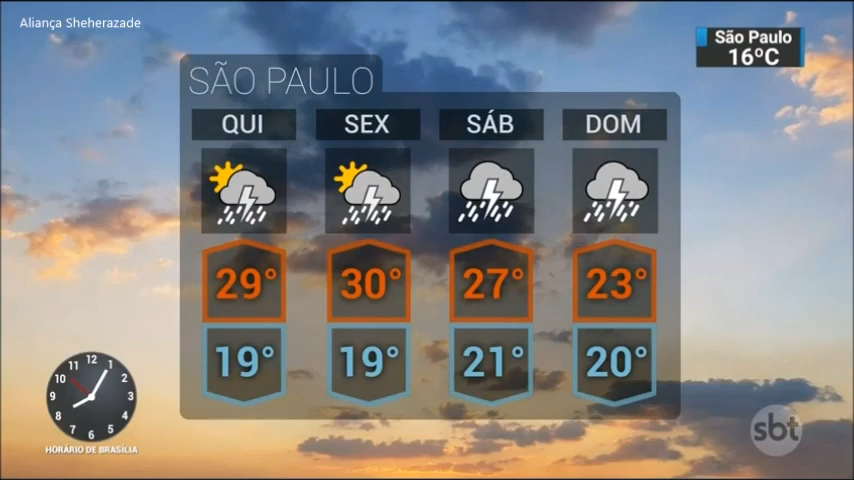 Aliança Sheherazade
São Paulo
16ºC
SÃO PAULO
QUI SEX SÁB DOM
29° 30° 27° 23°
19° 19° 21° 20°
12
11 1
10 2
9 3
8 4
7 5
6
HORÁRIO DE BRASÍLIA
sbt